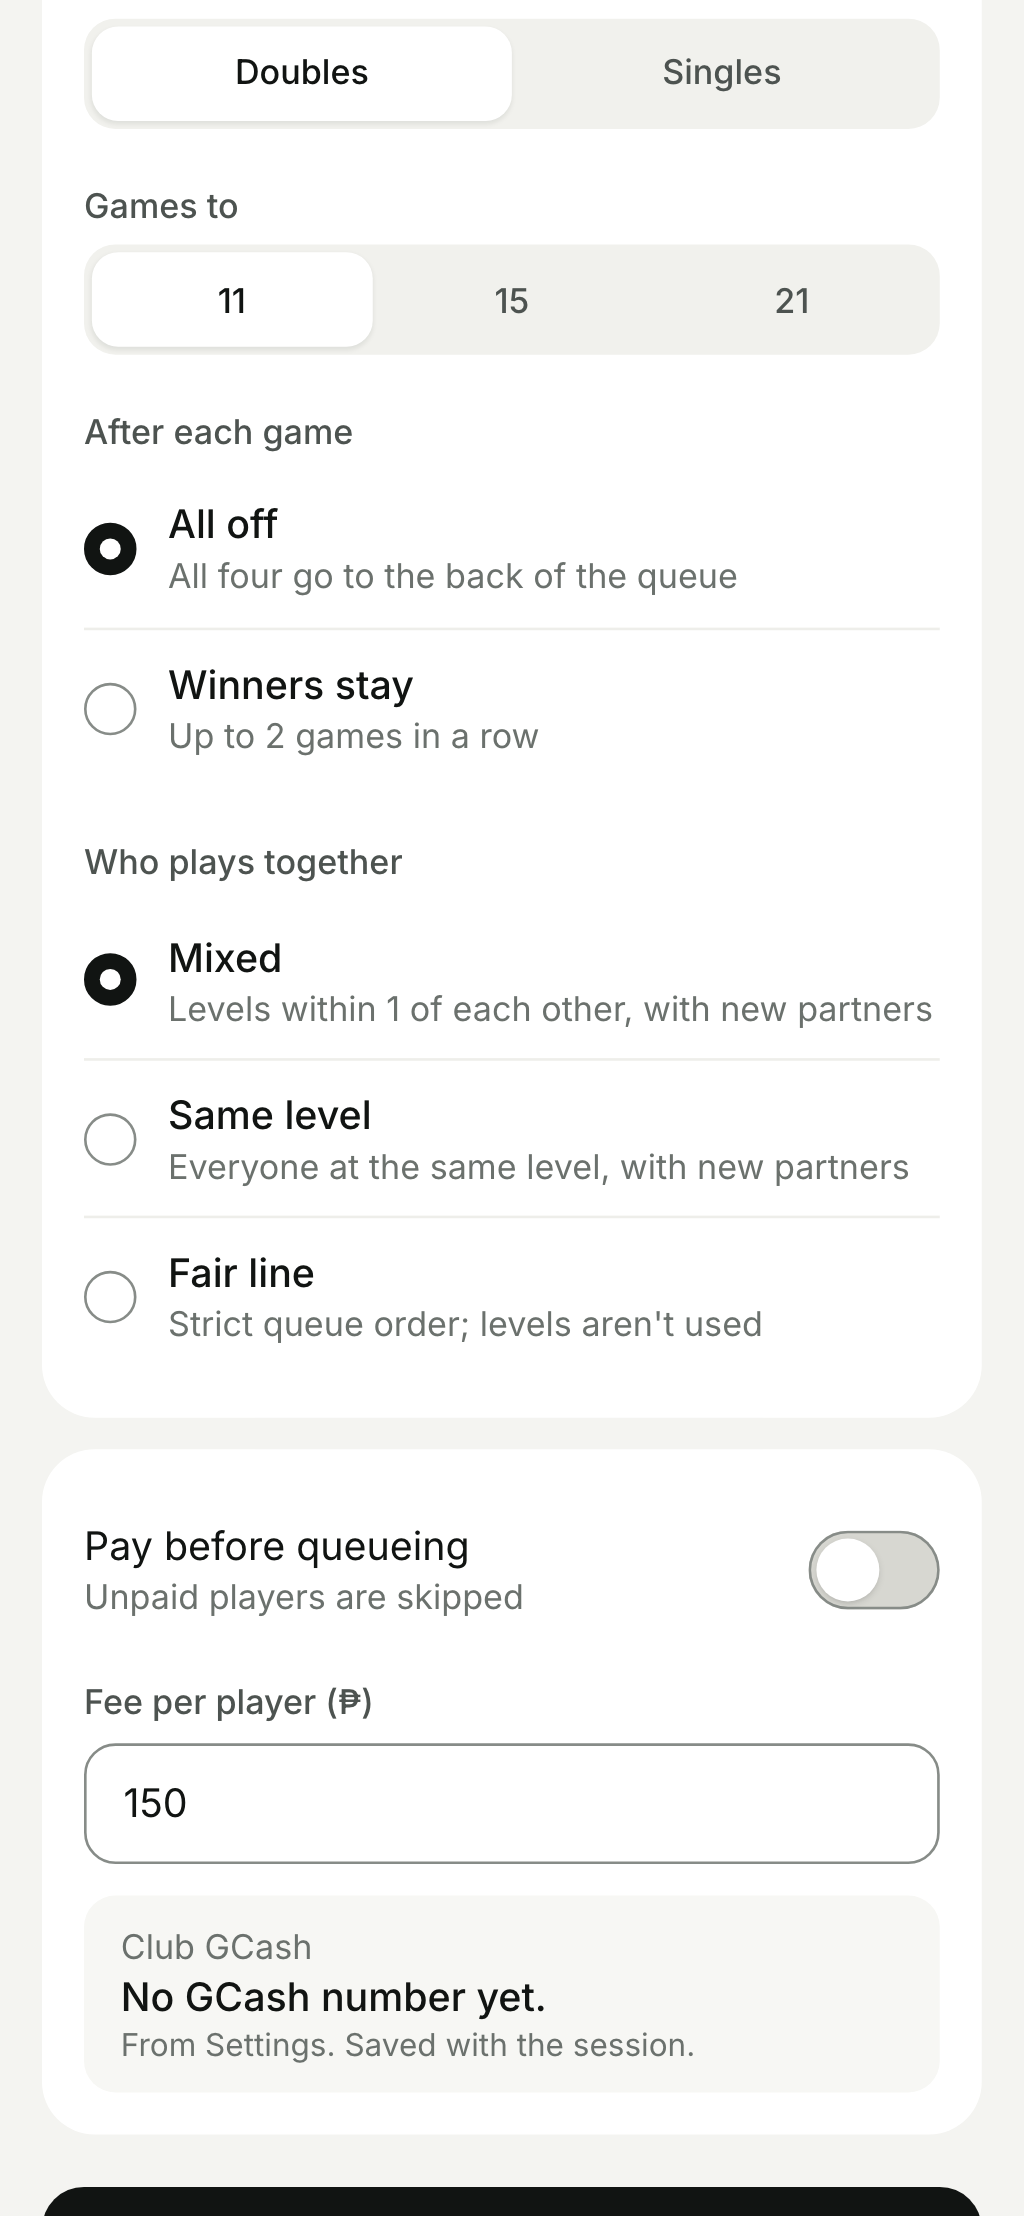 Doubles
Singles
Games to
11
15
21
After each game
All off
All four go to the back of the queue
Winners stay
Up to 2 games in a row
Who plays together
Mixed
Levels within 1 of each other, with new partners
Same level
Everyone at the same level, with new partners
Fair line
Strict queue order; levels aren't used
Pay before queueing
Unpaid players are skipped
Fee per player (₱)
150
Club GCash
No GCash number yet.
From Settings. Saved with the session.